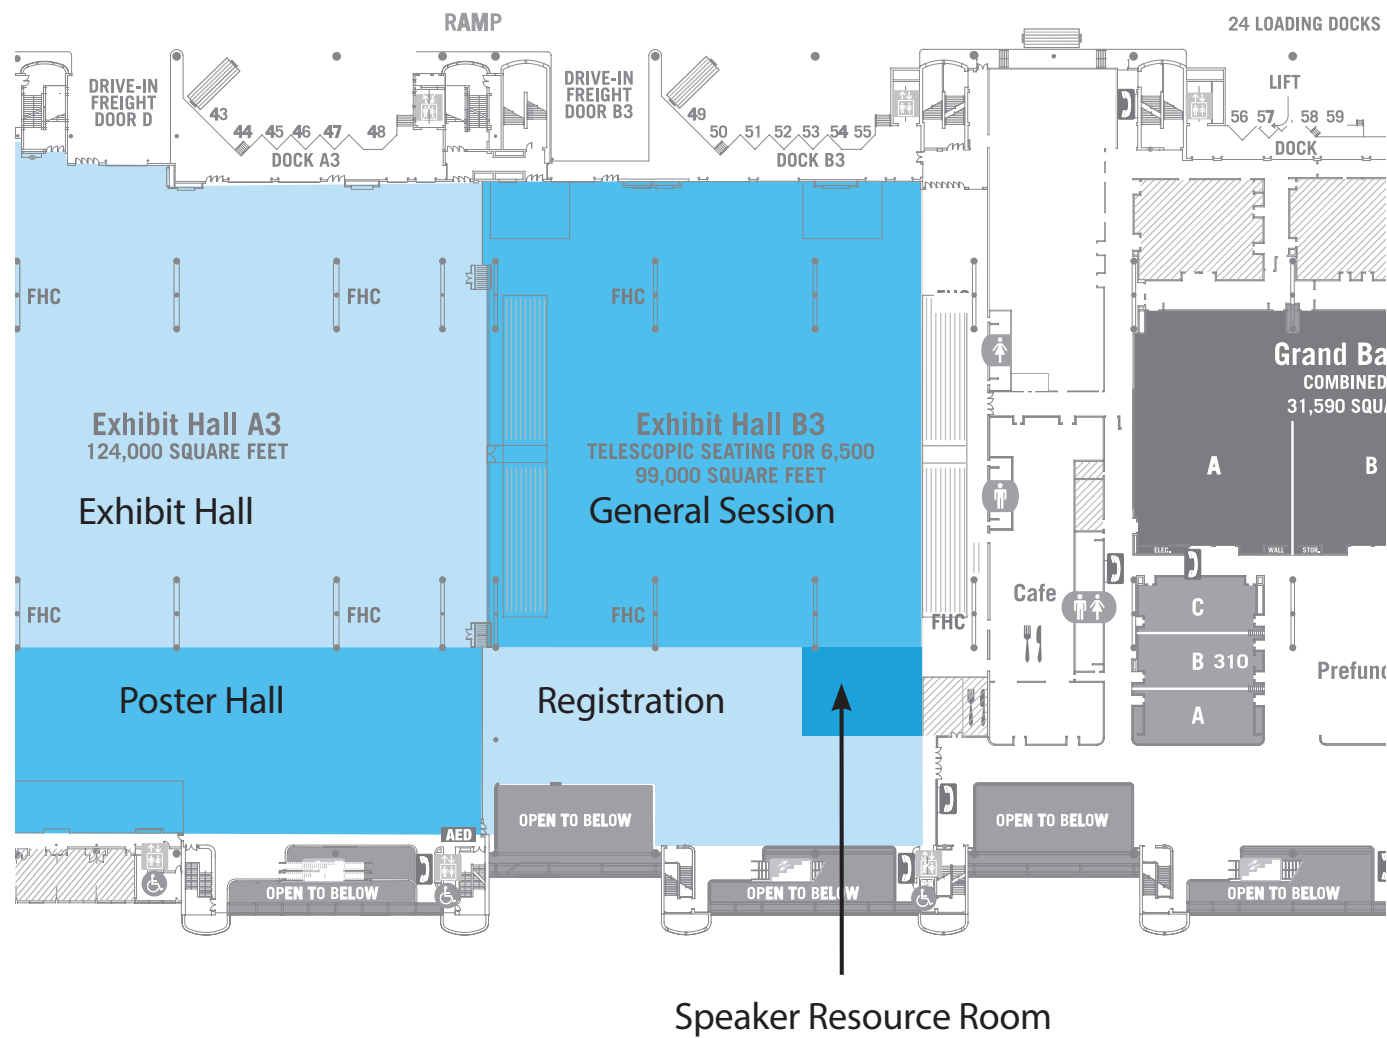 RAMP
24 LOADING DOCKS
DRIVE-IN
FREIGHT
DOOR D
DRIVE-IN
FREIGHT
DOOR B3
LIFT
43
44 45 46 47 48
49
50 51 52 53 54 55
56 57 58 59
DOCK A3
DOCK B3
DOCK
FHC
FHC
FHC
Grand Ba
COMBINED
31,590 SQUA
Exhibit Hall A3
124,000 SQUARE FEET
Exhibit Hall
Exhibit Hall B3
TELESCOPIC SEATING FOR 6,500
99,000 SQUARE FEET
General Session
A
B
ELEC.
WALL
STOR.
Cafe
FHC
FHC
FHC
FHC
C
B 310
A
Prefunc
Poster Hall
Registration
OPEN TO BELOW
OPEN TO BELOW
AED
OPEN TO BELOW
OPEN TO BELOW
OPEN TO BELOW
Speaker Resource Room